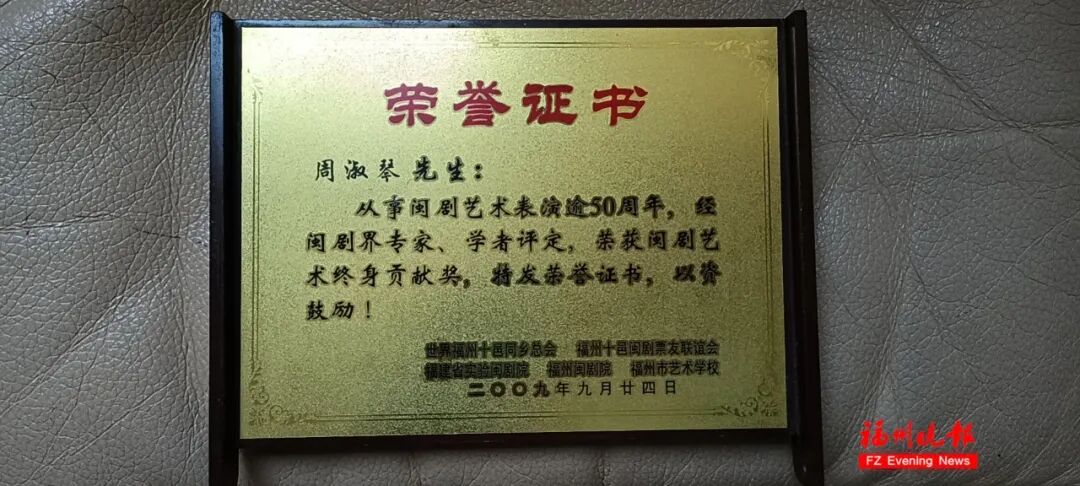 荣誉证书
周淑琴 先生：
从事闽剧艺术表演逾50周年，经
闽剧界专家、学者评定，荣获闽剧艺
术终身贡献奖，特发荣誉证书，以资
鼓励！
世界福州十邑同乡总会 福州十邑闽剧票友联谊会
福建省实验闽剧院 福州闽剧院 福州市艺术学校
二〇〇九年九月廿四日
福州晚报
FZ Evening News